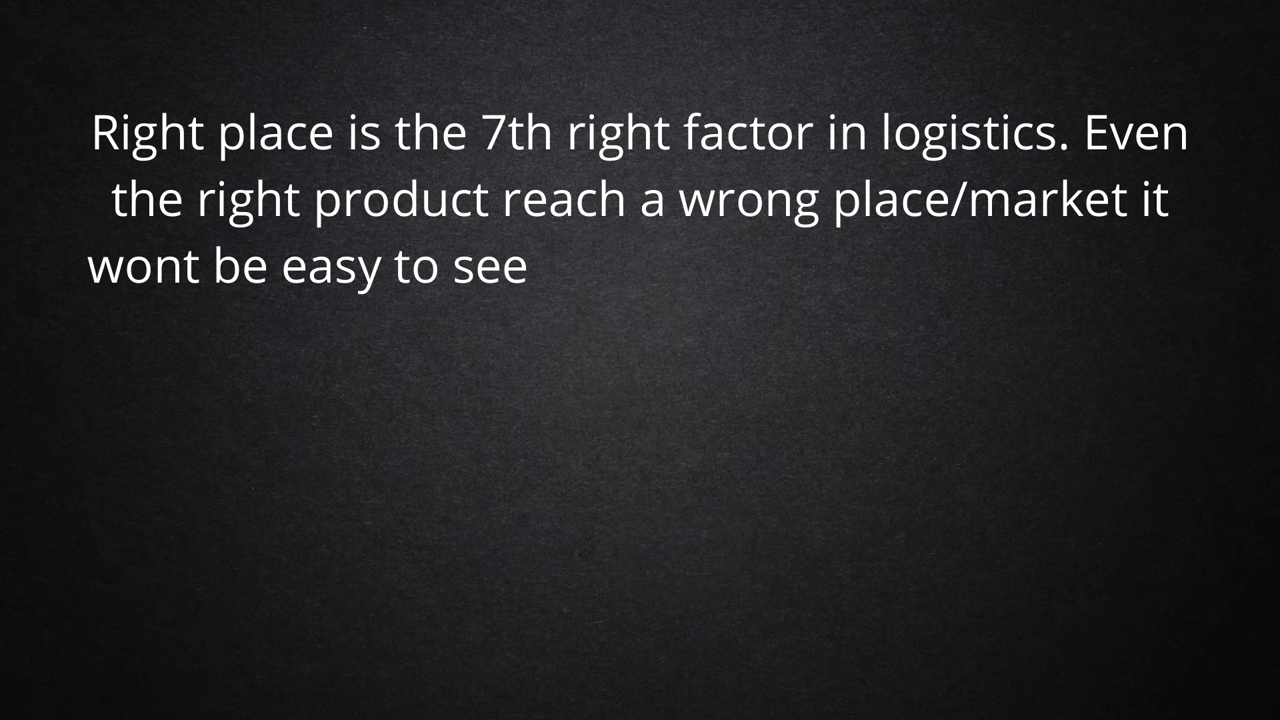 Right place is the 7th right factor in logistics. Even
the right product reach a wrong place/market it
wont be easy to see